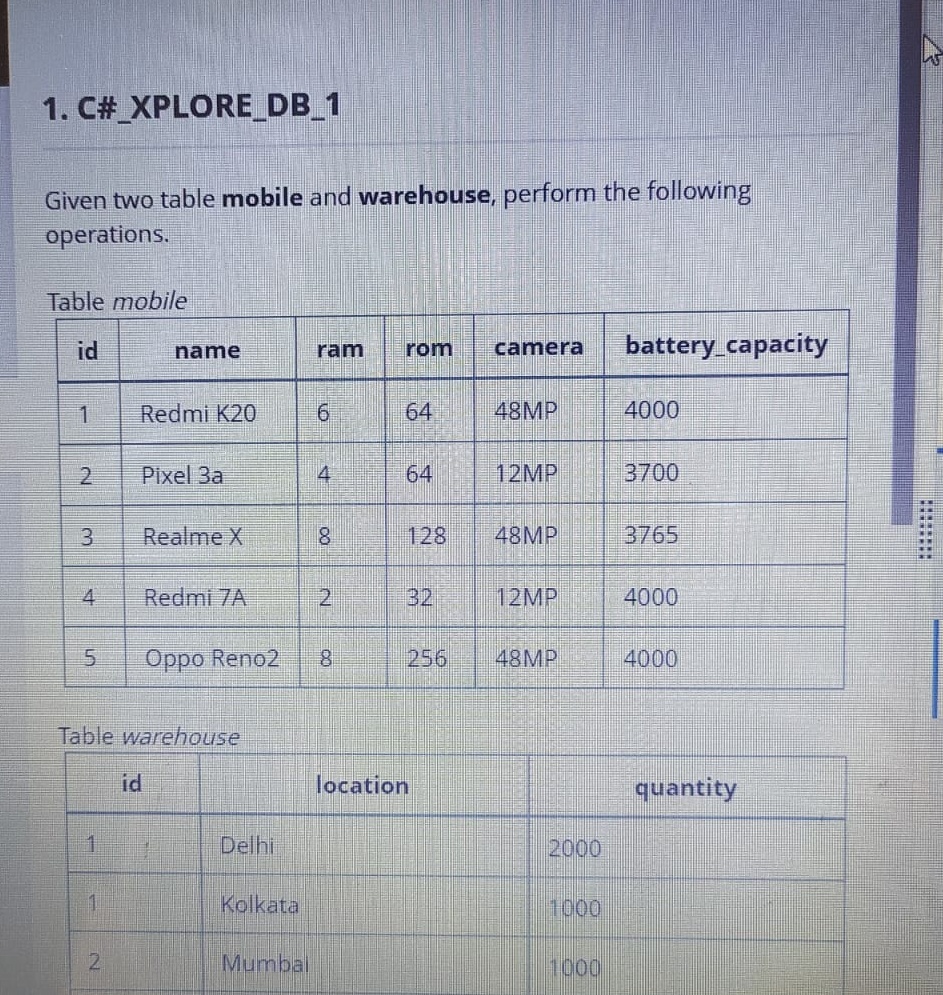 1. C#_XPLORE_DB_1
Given two table mobile and warehouse, perform the following
operations.
Table mobile
id name ram rom camera battery_capacity
1 Redmi K20 6 64 48MP 4000
2 Pixel 3a 4 64 12MP 3700
3 Realme X 8 128 48MP 3765
4 Redmi 7A 2 32 12MP 4000
5 Oppo Reno2 8 256 48MP 4000
Table warehouse
id location quantity
1 Delhi 2000
1 Kolkata 1000
2 Mumbai 1000